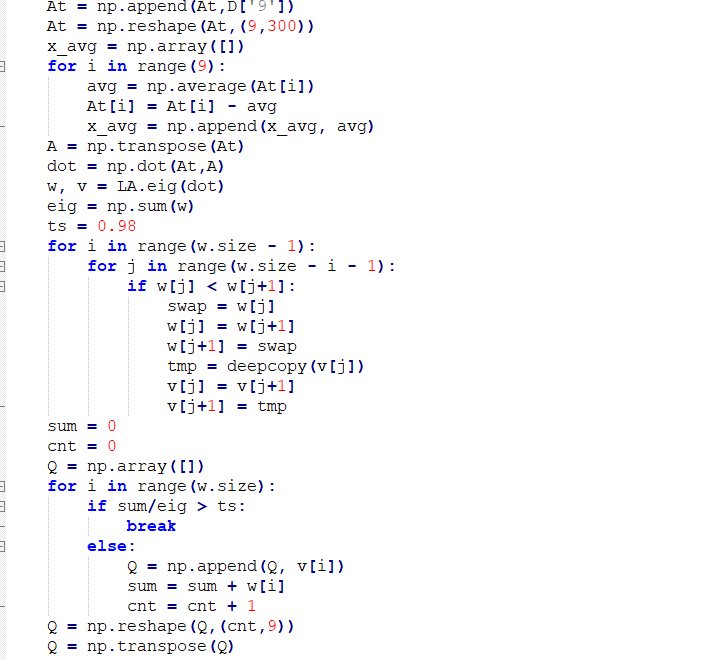 At = np.append(At,D['9'])
At = np.reshape(At,(9,300))
x_avg = np.array([])
for i in range(9):
    avg = np.average(At[i])
    At[i] = At[i] - avg
    x_avg = np.append(x_avg, avg)
A = np.transpose(At)
dot = np.dot(At,A)
w, v = LA.eig(dot)
eig = np.sum(w)
ts = 0.98
for i in range(w.size - 1):
    for j in range(w.size - i - 1):
        if w[j] < w[j+1]:
            swap = w[j]
            w[j] = w[j+1]
            w[j+1] = swap
            tmp = deepcopy(v[j])
            v[j] = v[j+1]
            v[j+1] = tmp
sum = 0
cnt = 0
Q = np.array([])
for i in range(w.size):
    if sum/eig > ts:
        break
    else:
        Q = np.append(Q, v[i])
        sum = sum + w[i]
        cnt = cnt + 1
Q = np.reshape(Q,(cnt,9))
Q = np.transpose(Q)